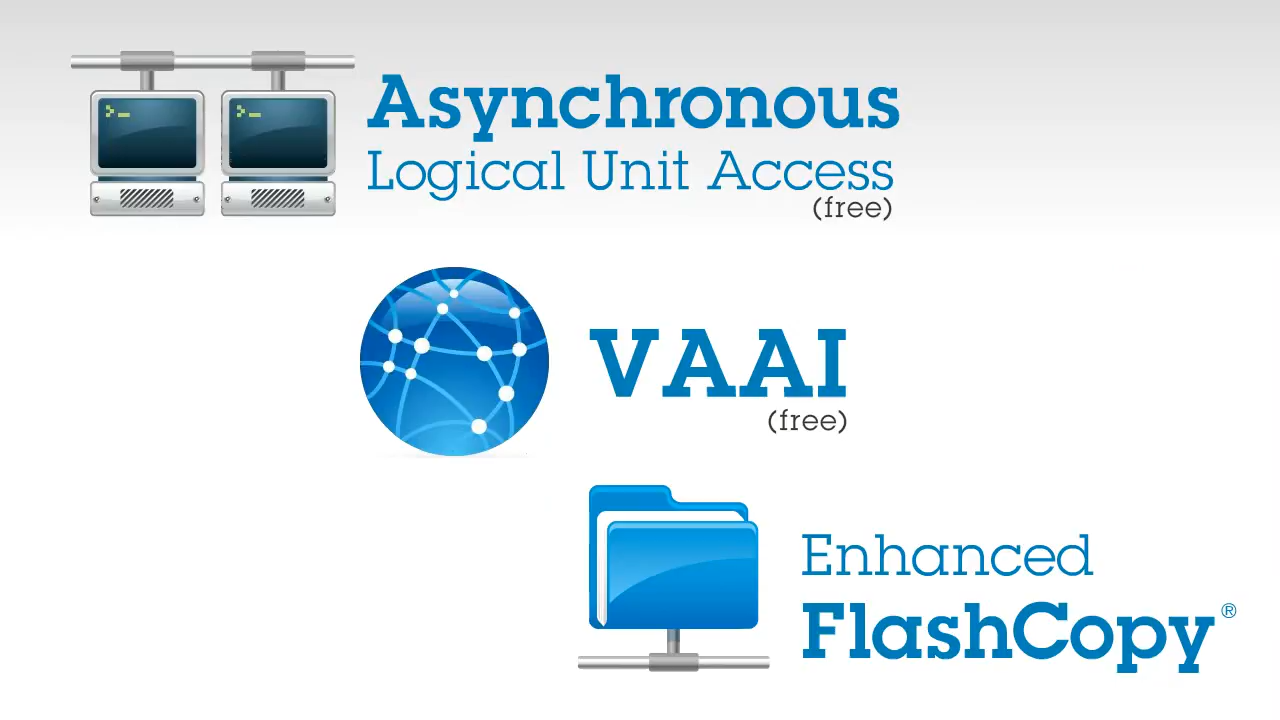 Asynchronous
Logical Unit Access
(free)
VAAI
(free)
Enhanced
FlashCopy®